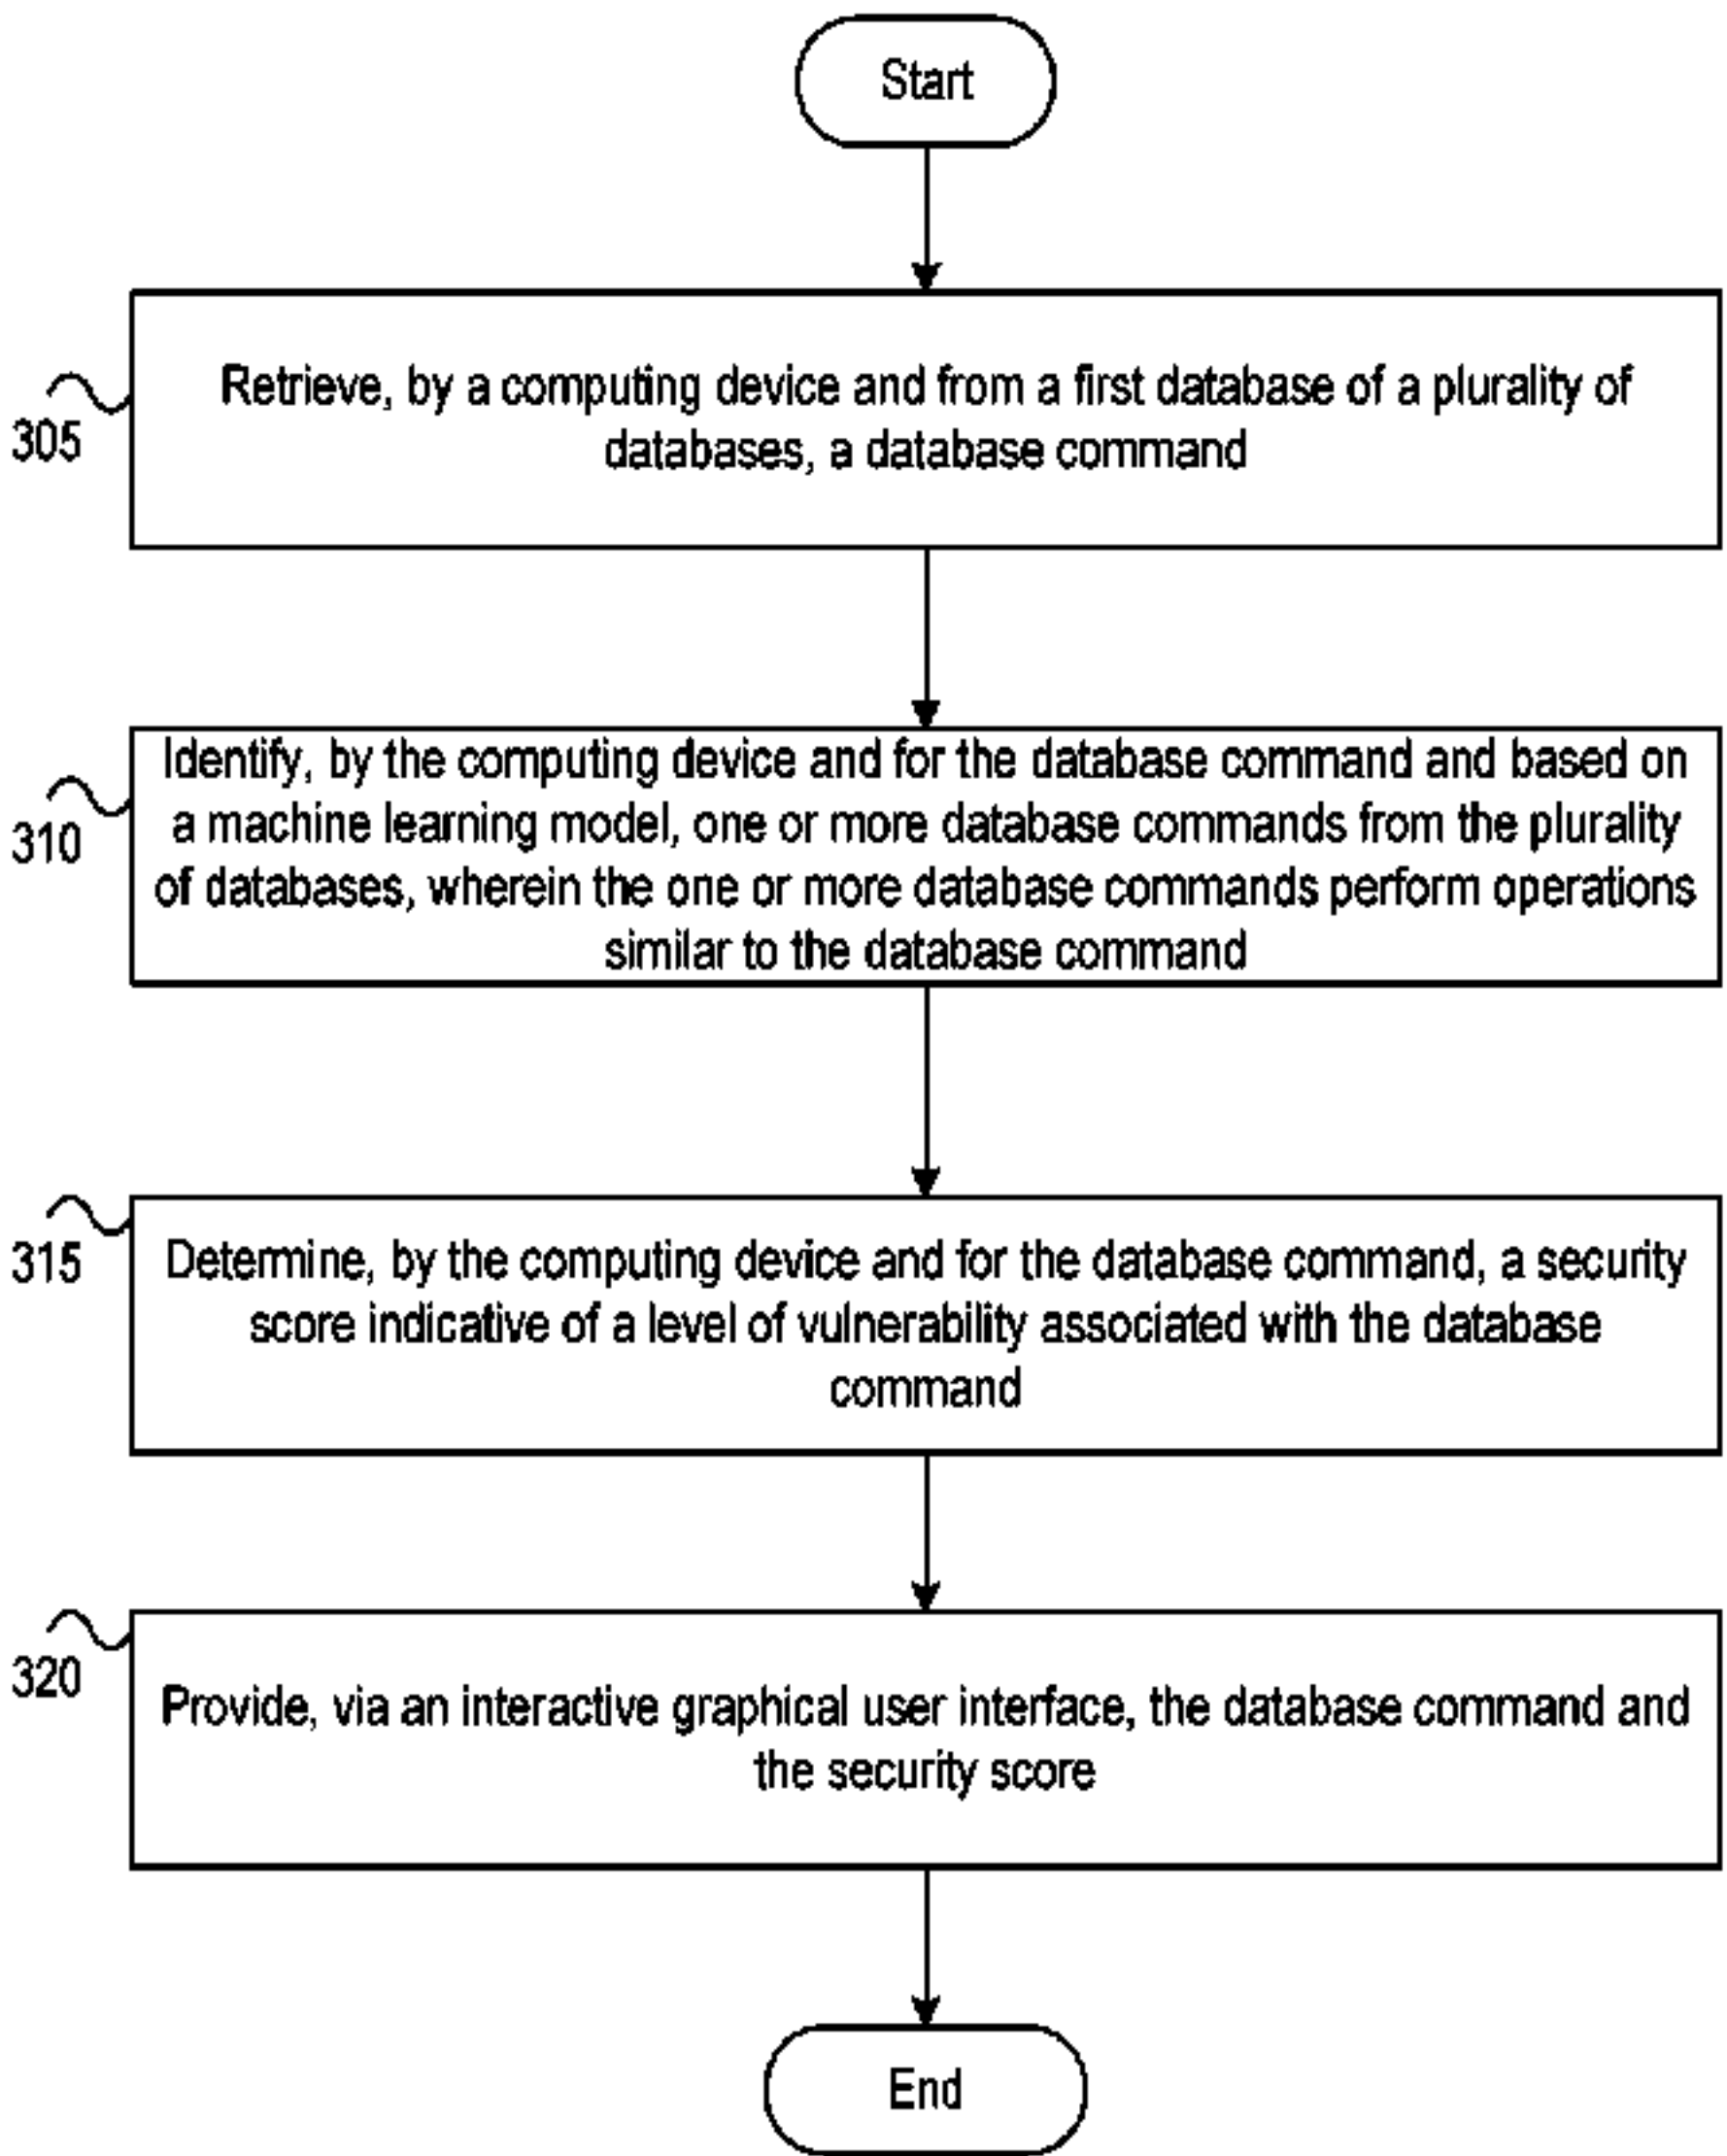 Start
Retrieve, by a computing device and from a first database of a plurality of
databases, a database command
305
Identify, by the computing device and for the database command and based on
a machine learning model, one or more database commands from the plurality
of databases, wherein the one or more database commands perform operations
similar to the database command
310
Determine, by the computing device and for the database command, a security
score indicative of a level of vulnerability associated with the database
command
315
Provide, via an interactive graphical user interface, the database command and
the security score
320
End